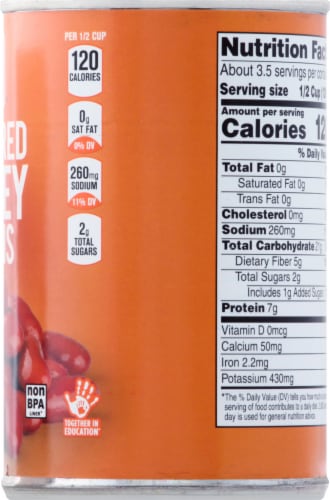 PER 1/2 CUP
120
CALORIES
0g
SAT FAT
0% DV
260mg
SODIUM
11% DV
2g
TOTAL
SUGARS
non
BPA
LINER
TOGETHER IN
EDUCATION
Nutrition Fac
About 3.5 servings per con
Serving size 1/2 Cup
Amount per serving
Calories 12
% Daily Va
Total Fat 0g
Saturated Fat 0g
Trans Fat 0g
Cholesterol 0mg
Sodium 260mg
Total Carbohydrate 21g
Dietary Fiber 5g
Total Sugars 2g
Includes 1g Added Sugars
Protein 7g
Vitamin D 0mcg
Calcium 50mg
Iron 2.2mg
Potassium 430mg
*The % Daily Value (DV) tells you how much
serving of food contributes to a daily diet.
day is used for general nutrition advice.